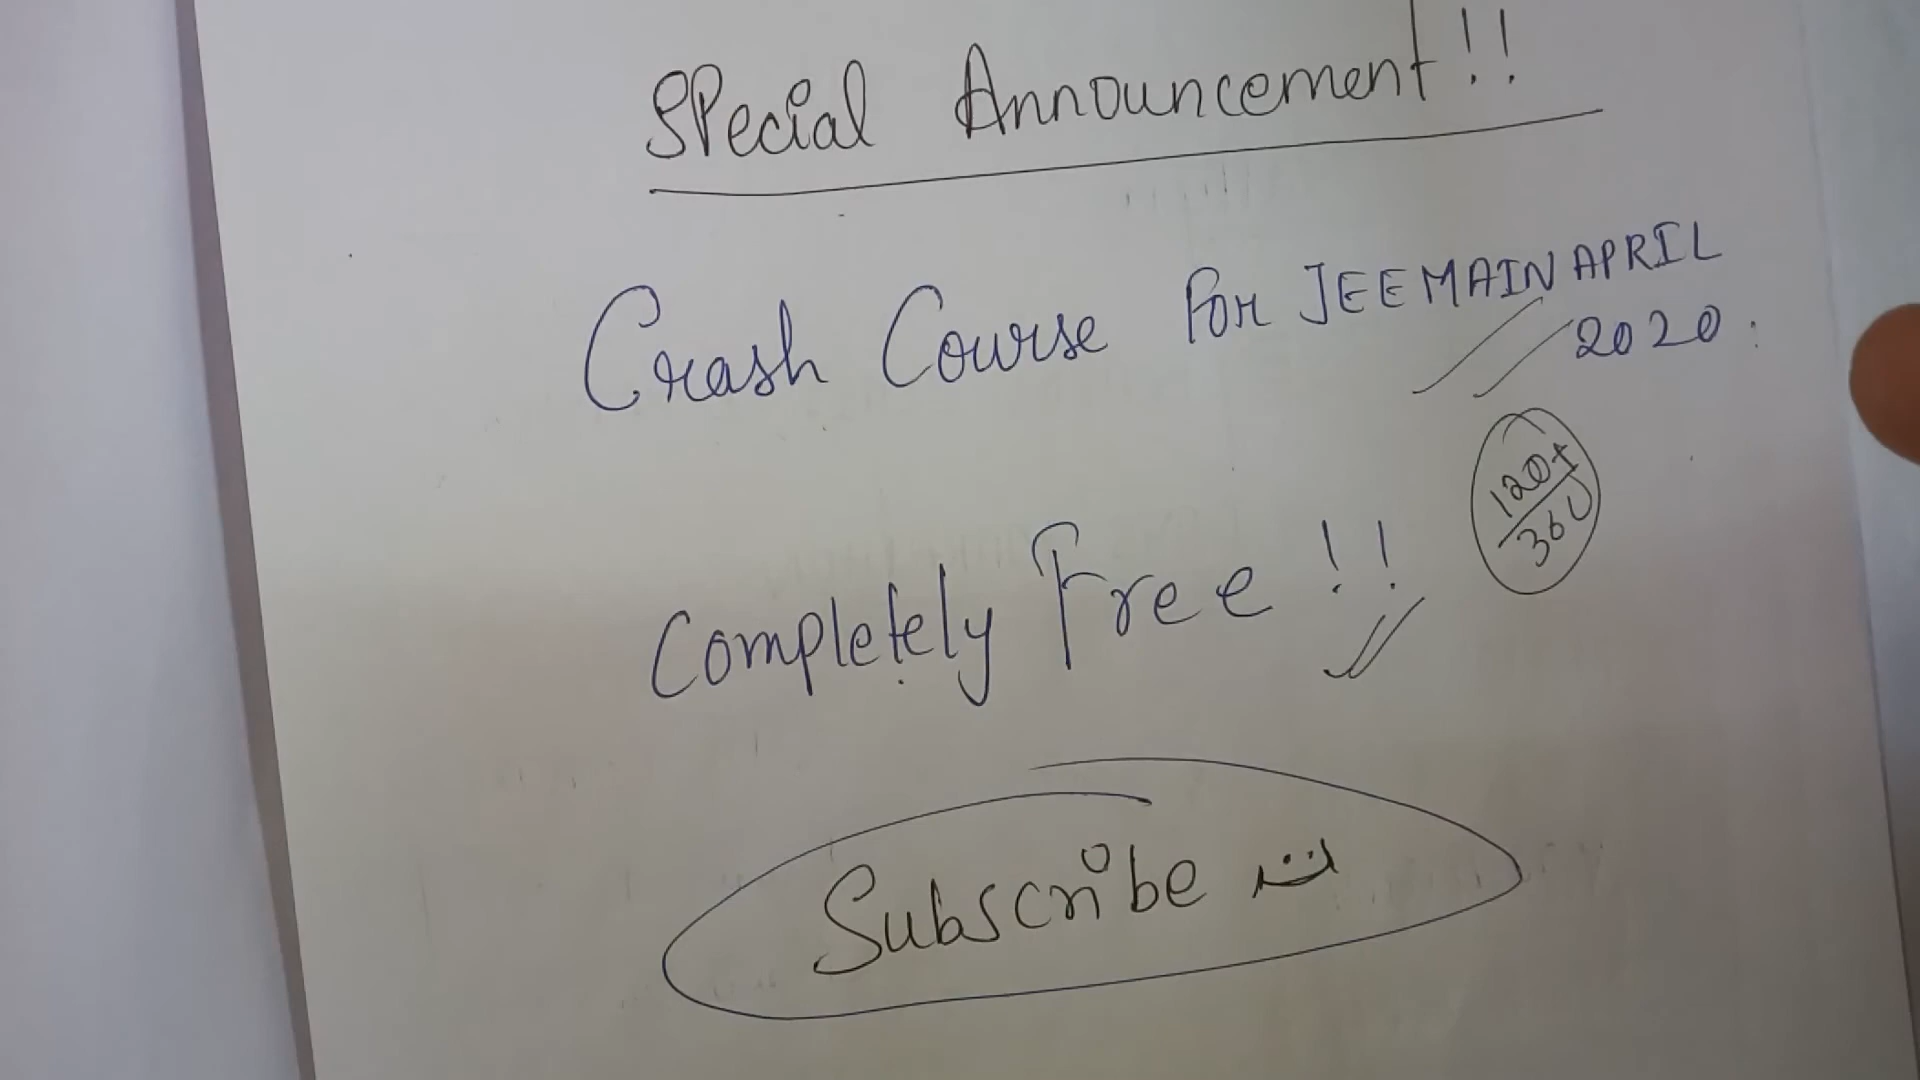 Special Announcement!!
Crash Course For JEE MAIN APRIL
2020
120+
360
Completely Free!!
Subscribe